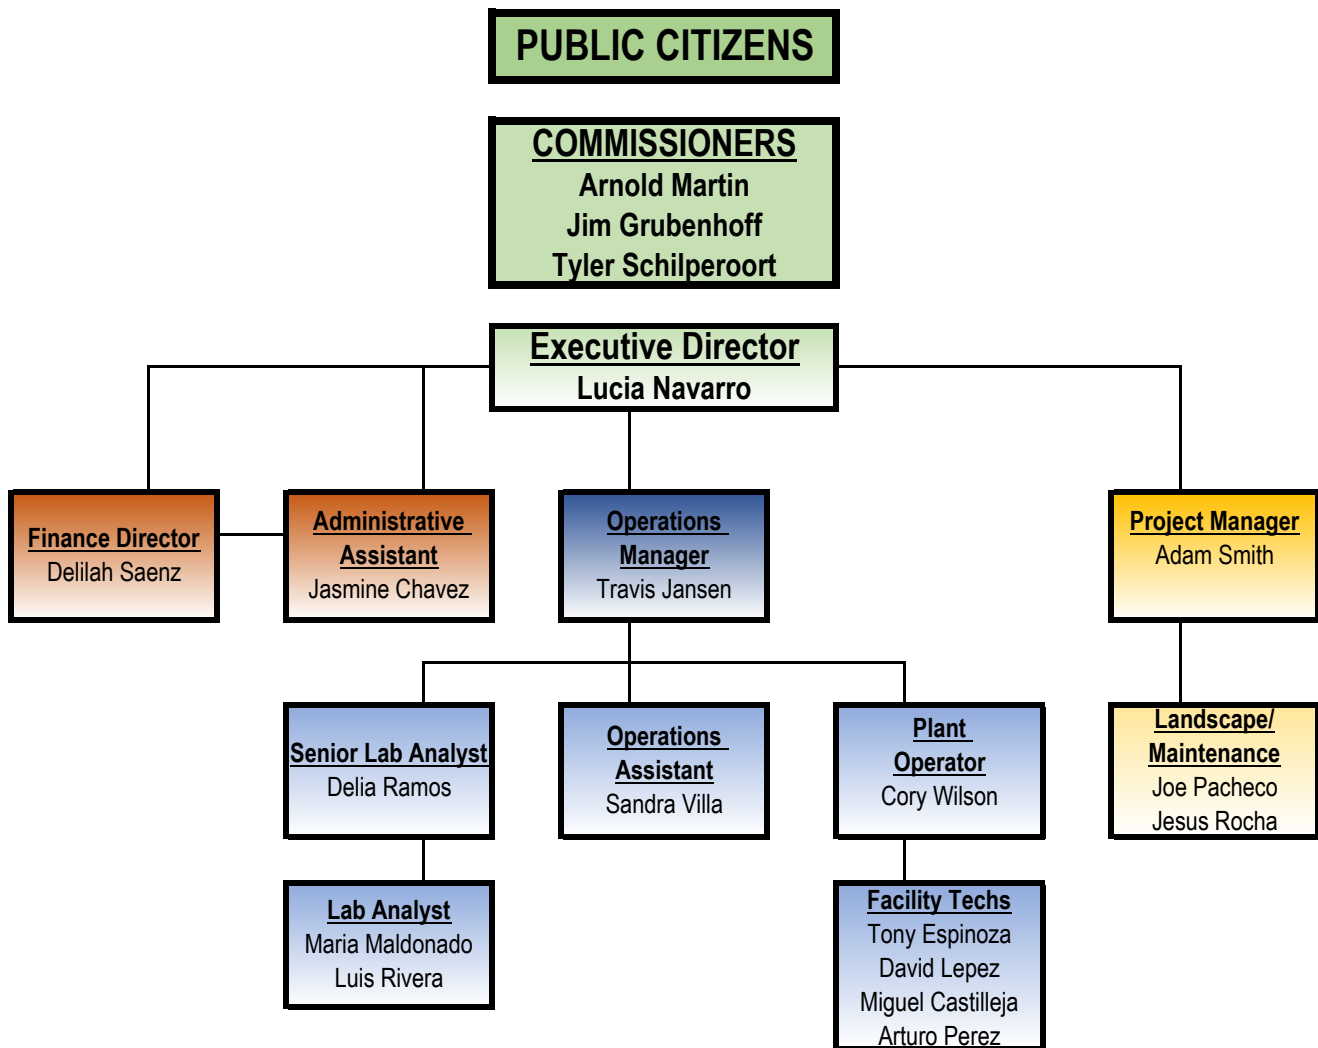 PUBLIC CITIZENS
COMMISSIONERS
Arnold Martin
Jim Grubenhoff
Tyler Schilperoort
Executive Director
Lucia Navarro
Finance Director
Delilah Saenz
Administrative
Assistant
Jasmine Chavez
Operations
Manager
Travis Jansen
Project Manager
Adam Smith
Senior Lab Analyst
Delia Ramos
Operations
Assistant
Sandra Villa
Plant
Operator
Cory Wilson
Landscape/
Maintenance
Joe Pacheco
Jesus Rocha
Lab Analyst
Maria Maldonado
Luis Rivera
Facility Techs
Tony Espinoza
David Lepez
Miguel Castilleja
Arturo Perez